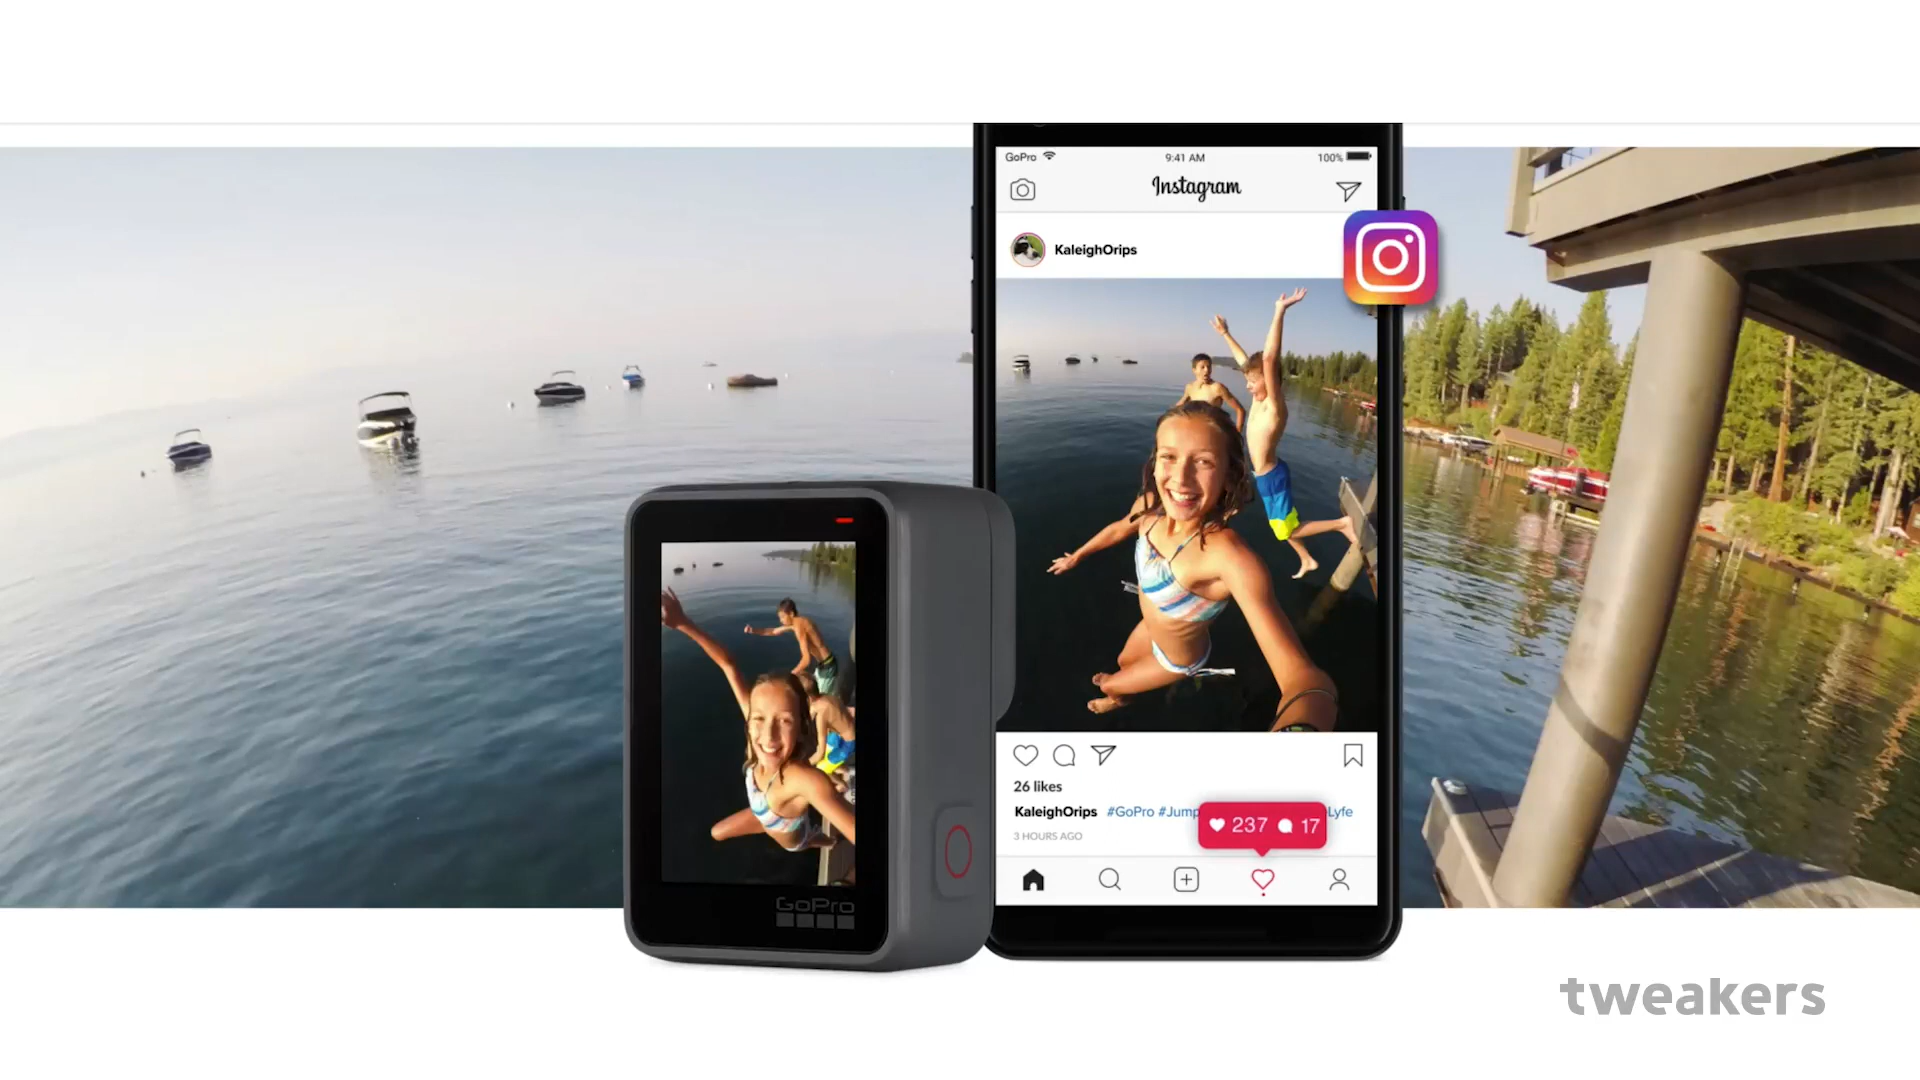 GoPro 9:41 AM 100%
Instagram
KaleighOrips
26 likes
KaleighOrips #GoPro #Jump Lyfe
237 17
3 HOURS AGO
GoPro
tweakers